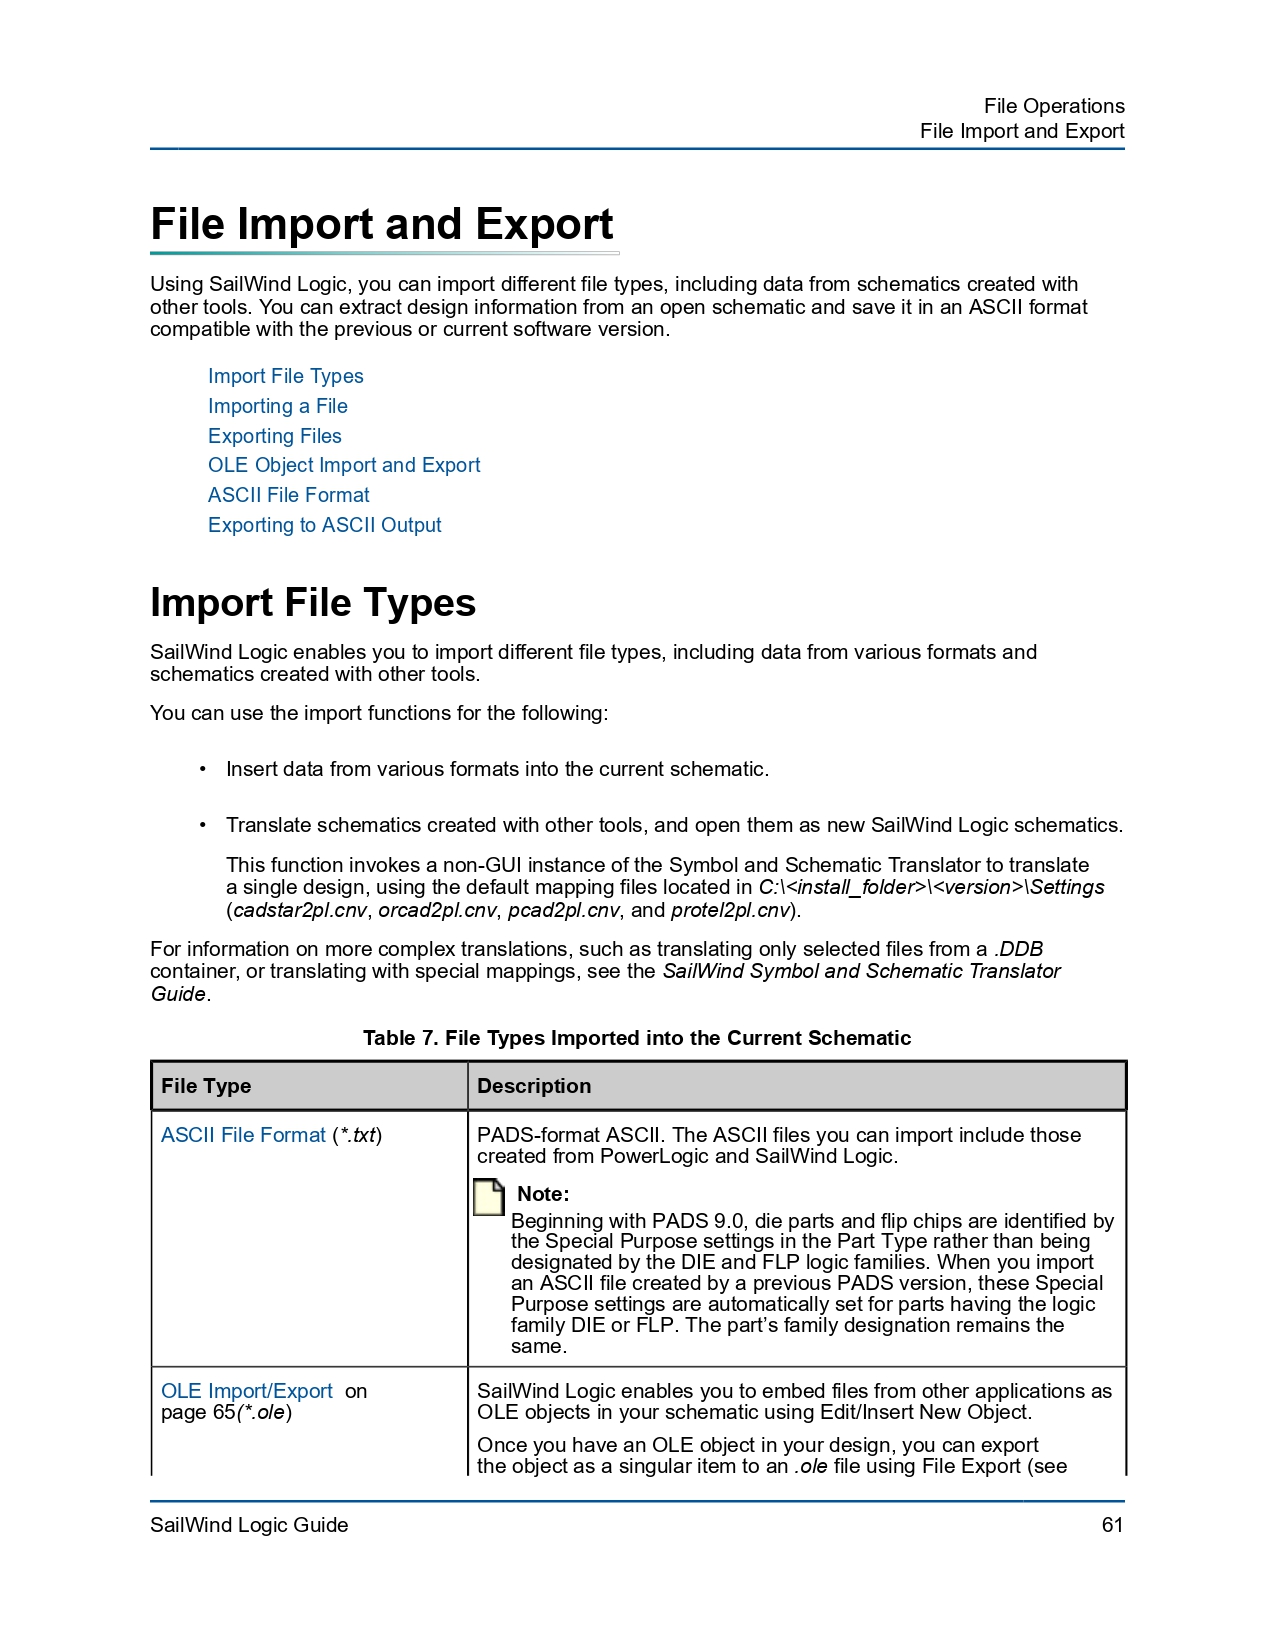 File Operations
File Import and Export
File Import and Export
Using SailWind Logic, you can import different file types, including data from schematics created with
other tools. You can extract design information from an open schematic and save it in an ASCII format
compatible with the previous or current software version.
Import File Types
Importing a File
Exporting Files
OLE Object Import and Export
ASCII File Format
Exporting to ASCII Output
Import File Types
SailWind Logic enables you to import different file types, including data from various formats and
schematics created with other tools.
You can use the import functions for the following:
• Insert data from various formats into the current schematic.
• Translate schematics created with other tools, and open them as new SailWind Logic schematics.
This function invokes a non-GUI instance of the Symbol and Schematic Translator to translate
a single design, using the default mapping files located in C:\<install_folder>\<version>\Settings
(cadstar2pl.cnv, orcad2pl.cnv, pcad2pl.cnv, and protel2pl.cnv).
For information on more complex translations, such as translating only selected files from a .DDB
container, or translating with special mappings, see the SailWind Symbol and Schematic Translator
Guide.
Table 7. File Types Imported into the Current Schematic
File Type
Description
ASCII File Format (*.txt)
PADS-format ASCII. The ASCII files you can import include those
created from PowerLogic and SailWind Logic.
Note:
Beginning with PADS 9.0, die parts and flip chips are identified by
the Special Purpose settings in the Part Type rather than being
designated by the DIE and FLP logic families. When you import
an ASCII file created by a previous PADS version, these Special
Purpose settings are automatically set for parts having the logic
family DIE or FLP. The part’s family designation remains the
same.
OLE Import/Export on
page 65(*.ole)
SailWind Logic enables you to embed files from other applications as
OLE objects in your schematic using Edit/Insert New Object.
Once you have an OLE object in your design, you can export
the object as a singular item to an .ole file using File Export (see
SailWind Logic Guide
61